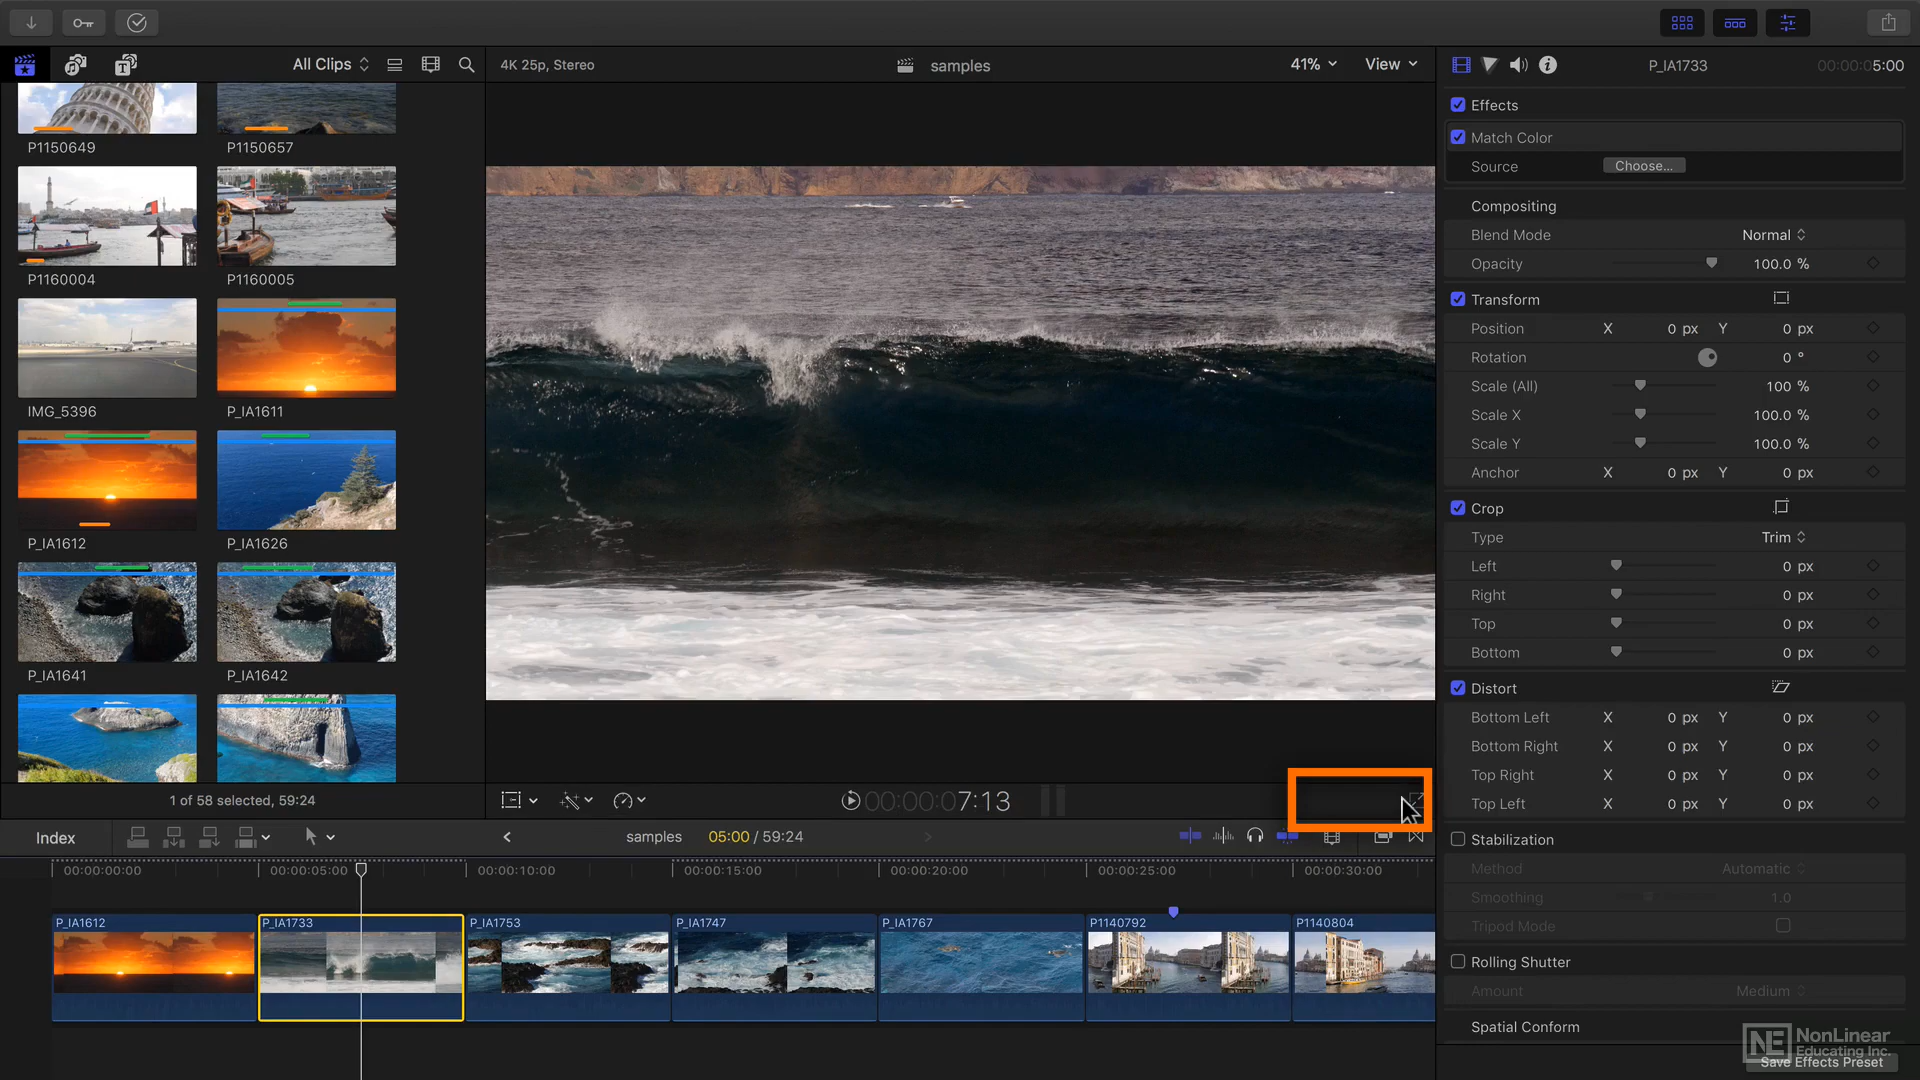 All Clips
4K 25p, Stereo
samples
41%
View
P_IA1733
00:00:05:00
P1150649
P1150657
P1160004
P1160005
IMG_5396
P_IA1611
P_IA1612
P_IA1626
P_IA1641
P_IA1642
1 of 58 selected, 59:24
00:00:07:13
Effects
Match Color
Source Choose...
Compositing
Blend Mode Normal
Opacity 100.0 %
Transform
Position X 0 px Y 0 px
Rotation 0 °
Scale (All) 100 %
Scale X 100.0 %
Scale Y 100.0 %
Anchor X 0 px Y 0 px
Crop
Type Trim
Left 0 px
Right 0 px
Top 0 px
Bottom 0 px
Distort
Bottom Left X 0 px Y 0 px
Bottom Right X 0 px Y 0 px
Top Right X 0 px Y 0 px
Top Left X 0 px Y 0 px
Stabilization
Method Automatic
Smoothing 1.0
Tripod Mode
Rolling Shutter
Amount Medium
Spatial Conform
Save Effects Preset
NE NonLinear
Educating Inc.
Index
samples
05:00 / 59:24
00:00:00:00 00:00:05:00 00:00:10:00 00:00:15:00 00:00:20:00 00:00:25:00 00:00:30:00
P_IA1612 P_IA1733 P_IA1753 P_IA1747 P_IA1767 P1140792 P1140804